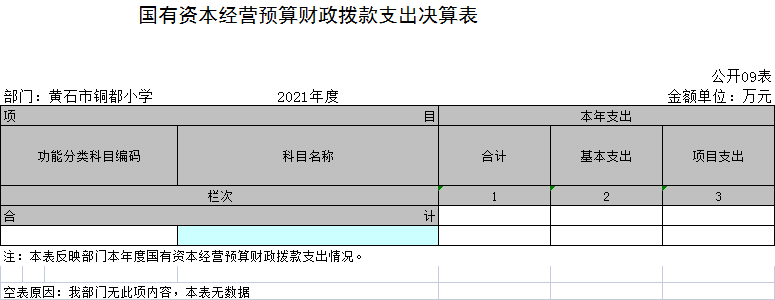 国有资本经营预算财政拨款支出决算表
公开09表
部门：黄石市铜都小学 2021年度 金额单位：万元
项 目 本年支出
功能分类科目编码 科目名称 合计 基本支出 项目支出
栏次 1 2 3
合 计
注：本表反映部门本年度国有资本经营预算财政拨款支出情况。
空表原因：我部门无此项内容，本表无数据